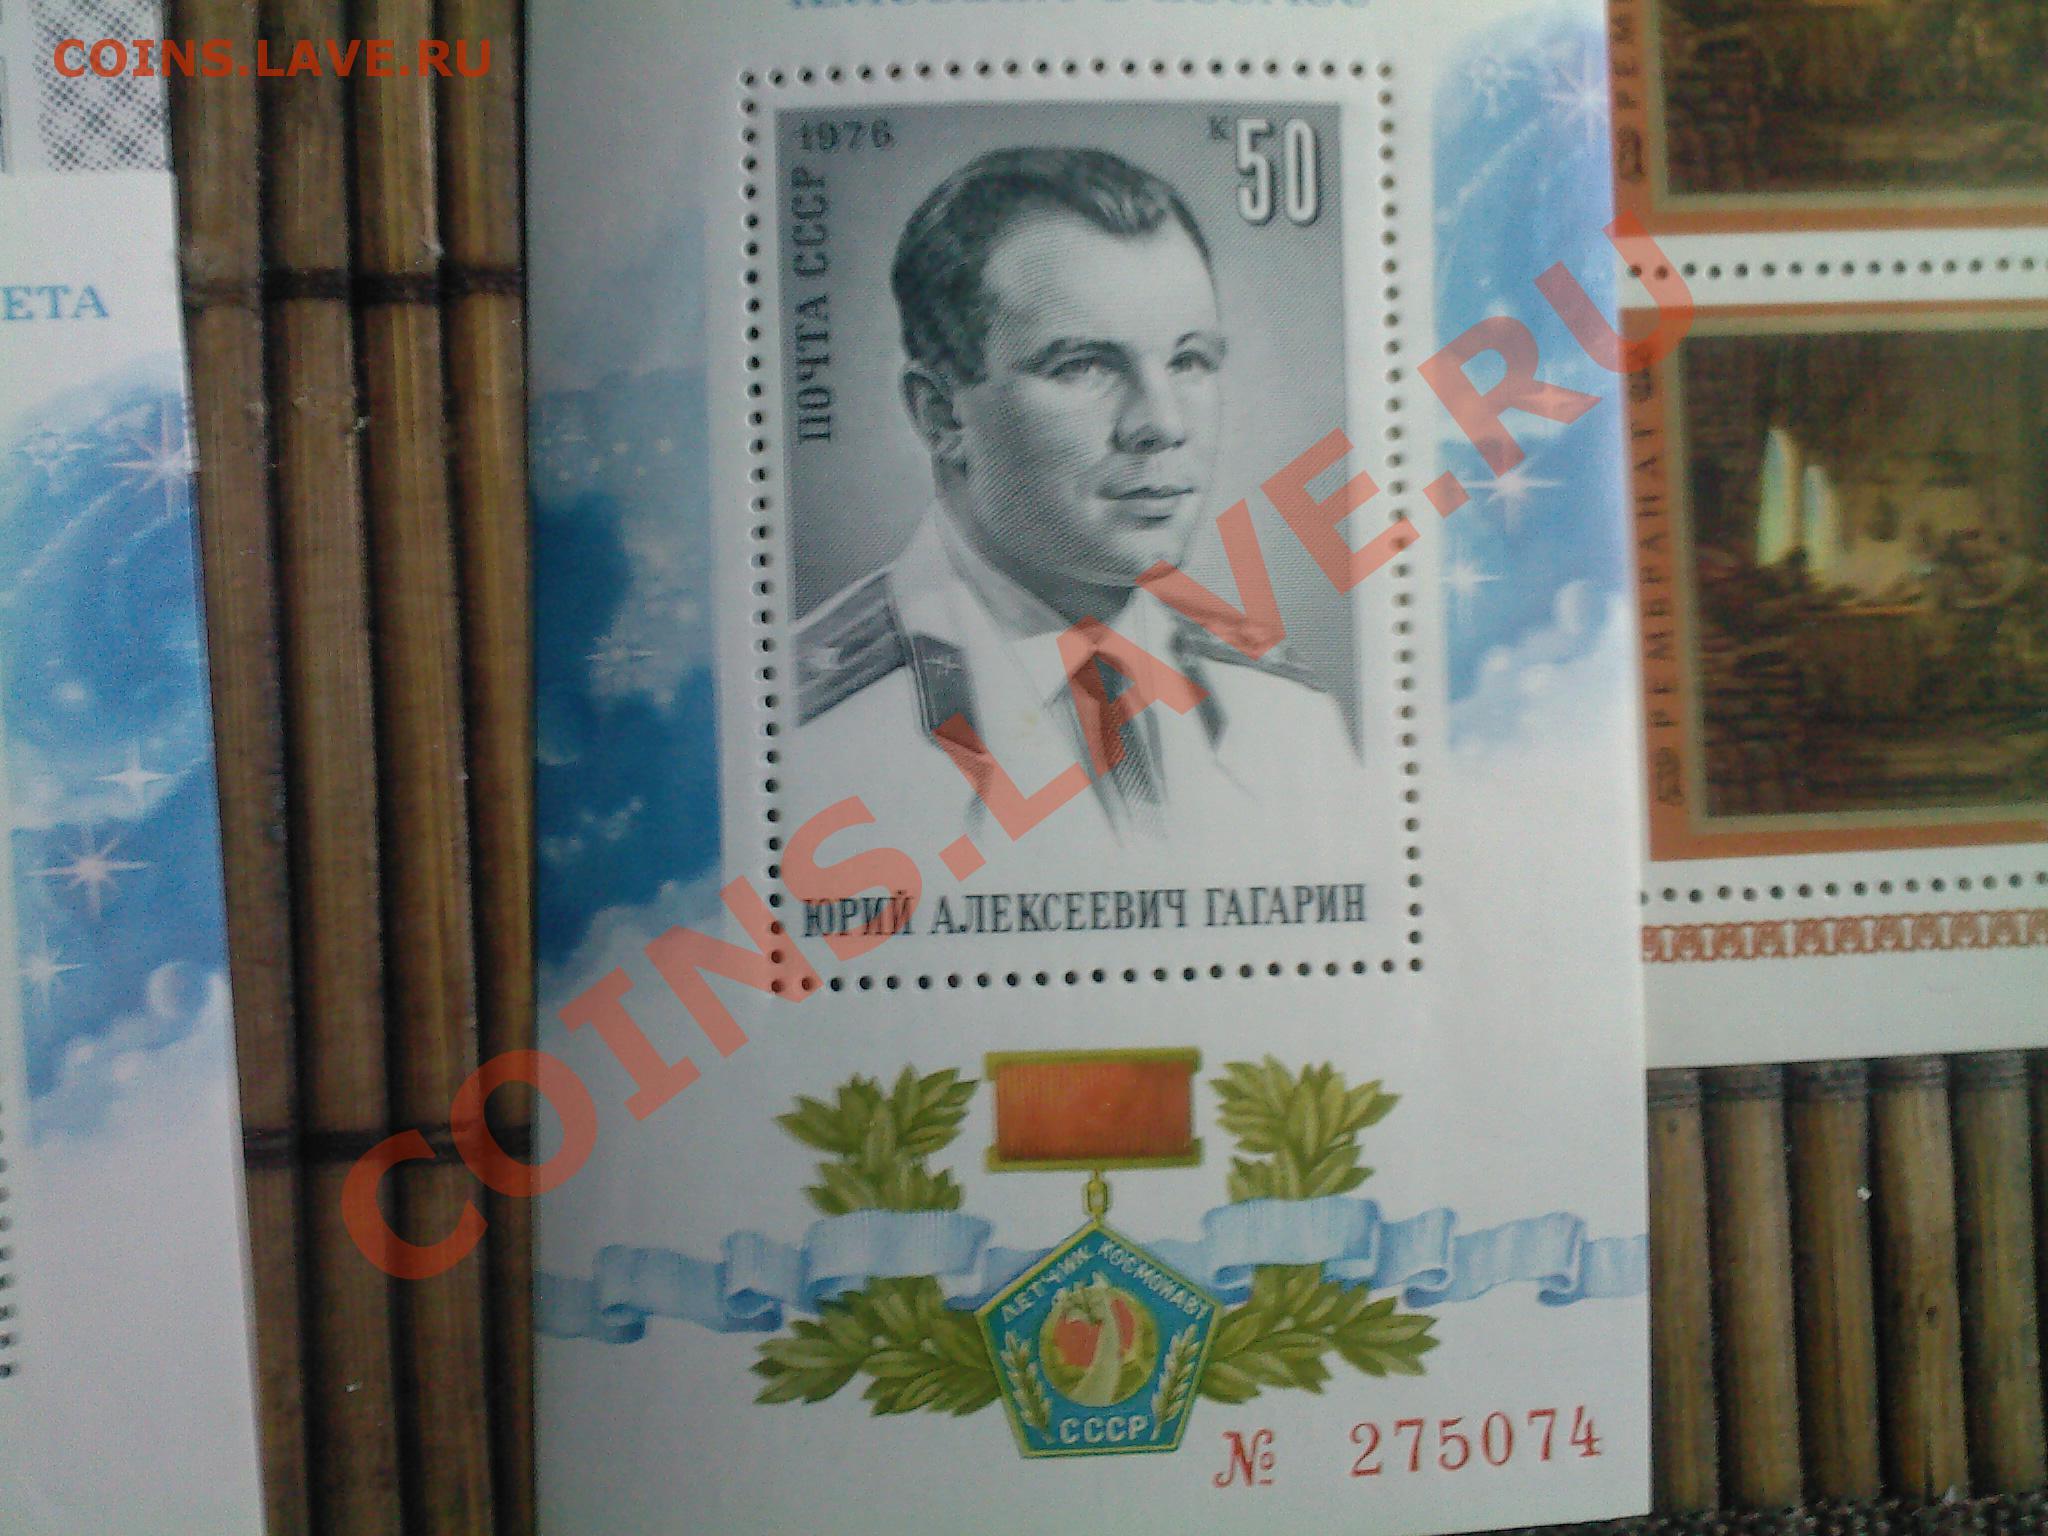 COINS.LAVE.RU
ЕТА
1976
К 50
ПОЧТА СССР
ЮРИЙ АЛЕКСЕЕВИЧ ГАГАРИН
ЛЕТЧИК КОСМОНАВТ
СССР
№ 275074
РЕМ
РЕМБРАНДТ
COINS.LAVE.RU